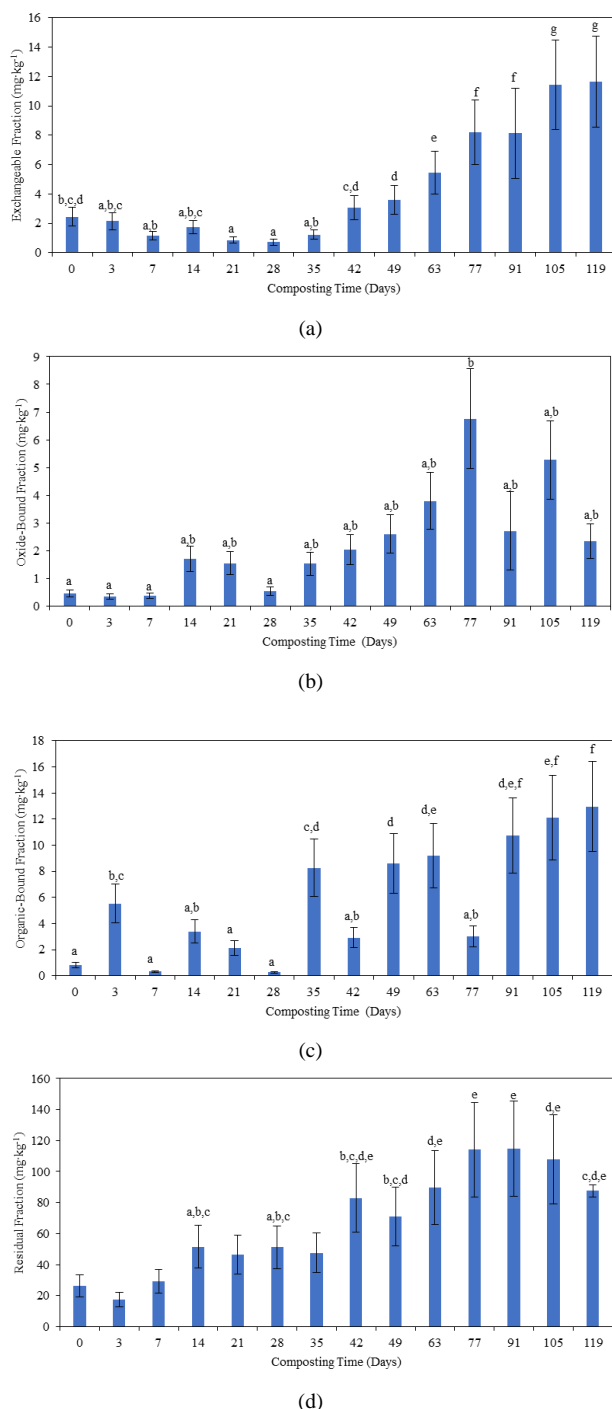 16
14
12
10
8
6
4
2
0
Exchangeable Fraction (mg·kg-1)
b,c,d
a,b,c
a,b
a,b,c
a
a
a,b
c,d
d
e
f
f
g
g
0 3 7 14 21 28 35 42 49 63 77 91 105 119
Composting Time (Days)
(a)
9
8
7
6
5
4
3
2
1
0
Oxide-Bound Fraction (mg·kg-1)
a
a
a
a,b
a,b
a
a,b
a,b
a,b
a,b
b
a,b
a,b
a,b
0 3 7 14 21 28 35 42 49 63 77 91 105 119
Composting Time (Days)
(b)
18
16
14
12
10
8
6
4
2
0
Organic-Bound Fraction (mg·kg-1)
a
b,c
a
a,b
a
a
c,d
a,b
d
d,e
a,b
d,e,f
e,f
f
0 3 7 14 21 28 35 42 49 63 77 91 105 119
Composting Time (Days)
(c)
160
140
120
100
80
60
40
20
0
Residual Fraction (mg·kg-1)
a,b,c
a,b,c
b,c,d,e
b,c,d
d,e
e
e
d,e
c,d,e
0 3 7 14 21 28 35 42 49 63 77 91 105 119
Composting Time (Days)
(d)